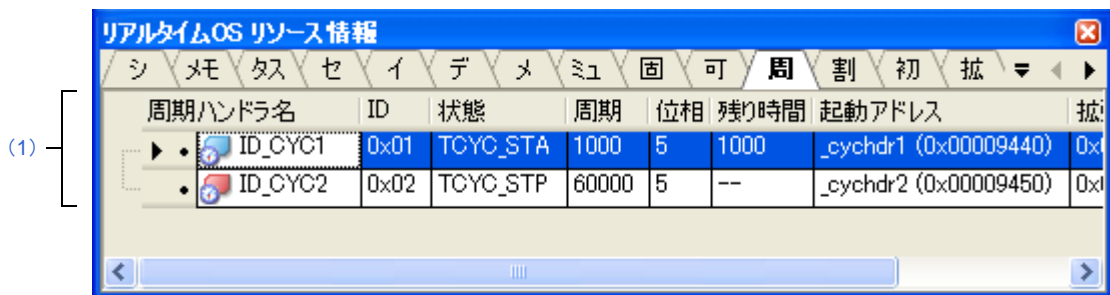 リアルタイムOS リソース情報
シ メモ タス セ イ デ メ ミュ 固 可 周 割 初 拡
(1)
周期ハンドラ名 ID 状態 周期 位相 残り時間 起動アドレス 拡
ID_CYC1 0x01 TCYC_STA 1000 5 1000 _cychdr1 (0x00009440) 0x
ID_CYC2 0x02 TCYC_STP 60000 5 -- _cychdr2 (0x00009450) 0x